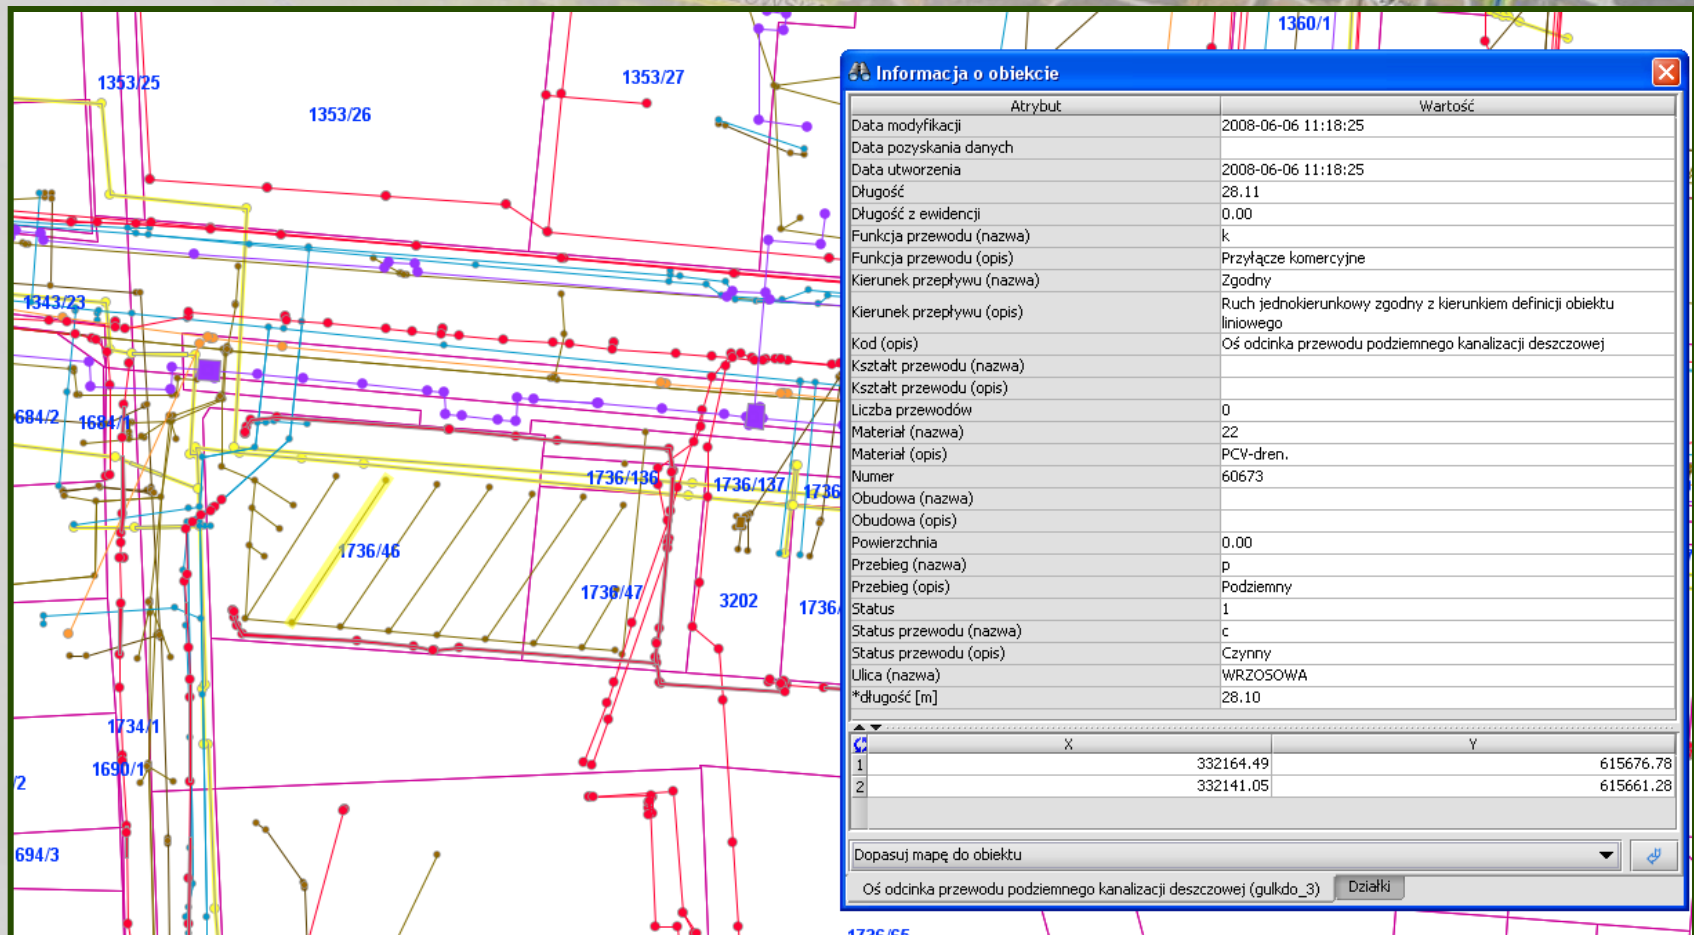 1360/1
1353/25
1353/26
1353/27
1343/23
684/2
1684/1
1736/136
1736/137
1736
1736/46
1736/47
3202
1736/
1734/1
1690/1
/2
694/3
1736/65
Informacja o obiekcie
Atrybut Wartość
Data modyfikacji 2008-06-06 11:18:25
Data pozyskania danych
Data utworzenia 2008-06-06 11:18:25
Długość 28.11
Długość z ewidencji 0.00
Funkcja przewodu (nazwa) k
Funkcja przewodu (opis) Przyłącze komercyjne
Kierunek przepływu (nazwa) Zgodny
Kierunek przepływu (opis) Ruch jednokierunkowy zgodny z kierunkiem definicji obiektu
liniowego
Kod (opis) Oś odcinka przewodu podziemnego kanalizacji deszczowej
Kształt przewodu (nazwa)
Kształt przewodu (opis)
Liczba przewodów 0
Materiał (nazwa) 22
Materiał (opis) PCV-dren.
Numer 60673
Obudowa (nazwa)
Obudowa (opis)
Powierzchnia 0.00
Przebieg (nazwa) p
Przebieg (opis) Podziemny
Status 1
Status przewodu (nazwa) c
Status przewodu (opis) Czynny
Ulica (nazwa) WRZOSOWA
*długość [m] 28.10
X Y
1 332164.49 615676.78
2 332141.05 615661.28
Dopasuj mapę do obiektu
Oś odcinka przewodu podziemnego kanalizacji deszczowej (gulkdo_3) Działki